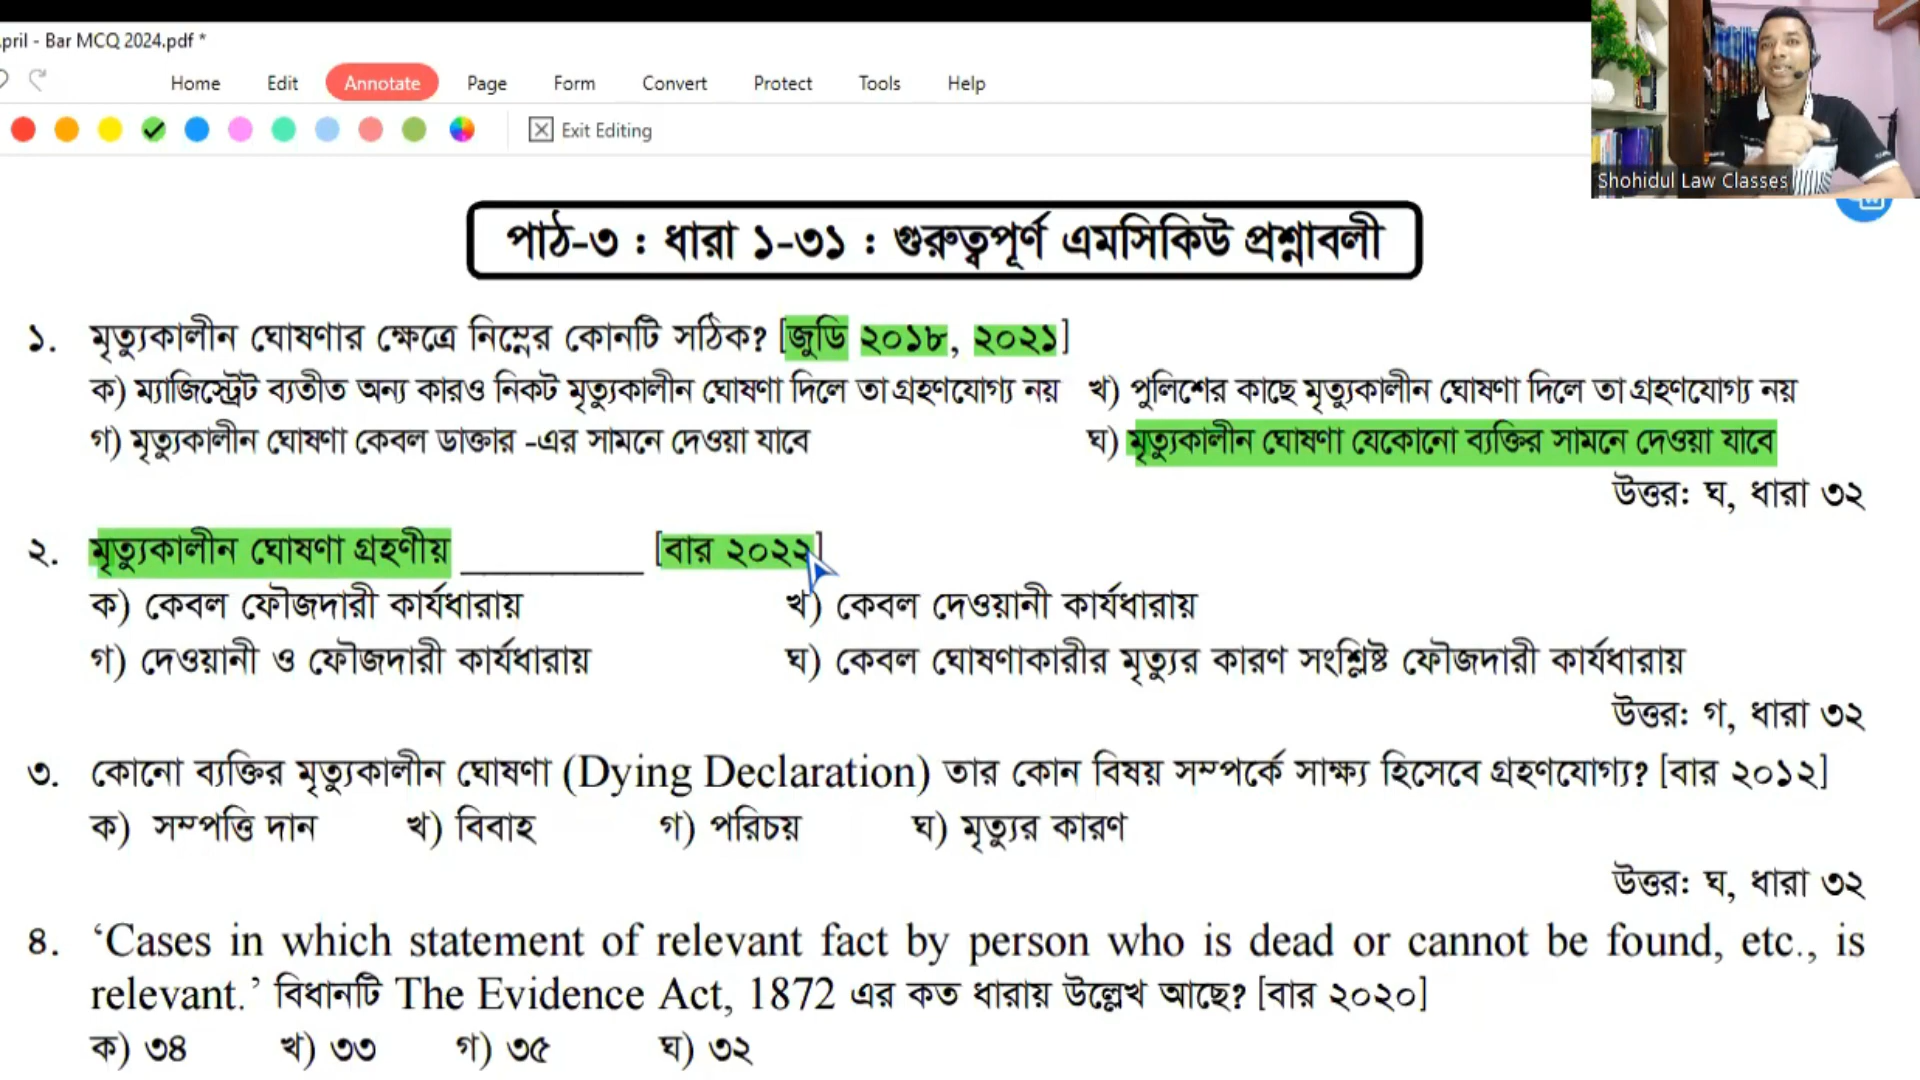 pril - Bar MCQ 2024.pdf *
Home Edit Annotate Page Form Convert Protect Tools Help
Exit Editing
Shohidul Law Classes
পাঠ-৩ : ধারা ১-৩১ : গুরুত্বপূর্ণ এমসিকিউ প্রশ্নাবলী
১. মৃত্যুকালীন ঘোষণার ক্ষেত্রে নিম্নের কোনটি সঠিক? [জুডি ২০১৮, ২০২১]
ক) ম্যাজিস্ট্রেট ব্যতীত অন্য কারও নিকট মৃত্যুকালীন ঘোষণা দিলে তা গ্রহণযোগ্য নয় খ) পুলিশের কাছে মৃত্যুকালীন ঘোষণা দিলে তা গ্রহণযোগ্য নয়
গ) মৃত্যুকালীন ঘোষণা কেবল ডাক্তার -এর সামনে দেওয়া যাবে ঘ) মৃত্যুকালীন ঘোষণা যেকোনো ব্যক্তির সামনে দেওয়া যাবে
উত্তর: ঘ, ধারা ৩২
২. মৃত্যুকালীন ঘোষণা গ্রহণীয় __________ [বার ২০২২]
ক) কেবল ফৌজদারী কার্যধারায় খ) কেবল দেওয়ানী কার্যধারায়
গ) দেওয়ানী ও ফৌজদারী কার্যধারায় ঘ) কেবল ঘোষণাকারীর মৃত্যুর কারণ সংশ্লিষ্ট ফৌজদারী কার্যধারায়
উত্তর: গ, ধারা ৩২
৩. কোনো ব্যক্তির মৃত্যুকালীন ঘোষণা (Dying Declaration) তার কোন বিষয় সম্পর্কে সাক্ষ্য হিসেবে গ্রহণযোগ্য? [বার ২০১২]
ক) সম্পত্তি দান খ) বিবাহ গ) পরিচয় ঘ) মৃত্যুর কারণ
উত্তর: ঘ, ধারা ৩২
৪. ‘Cases in which statement of relevant fact by person who is dead or cannot be found, etc., is
relevant.’ বিধানটি The Evidence Act, 1872 এর কত ধারায় উল্লেখ আছে? [বার ২০২০]
ক) ৩৪ খ) ৩৩ গ) ৩৫ ঘ) ৩২